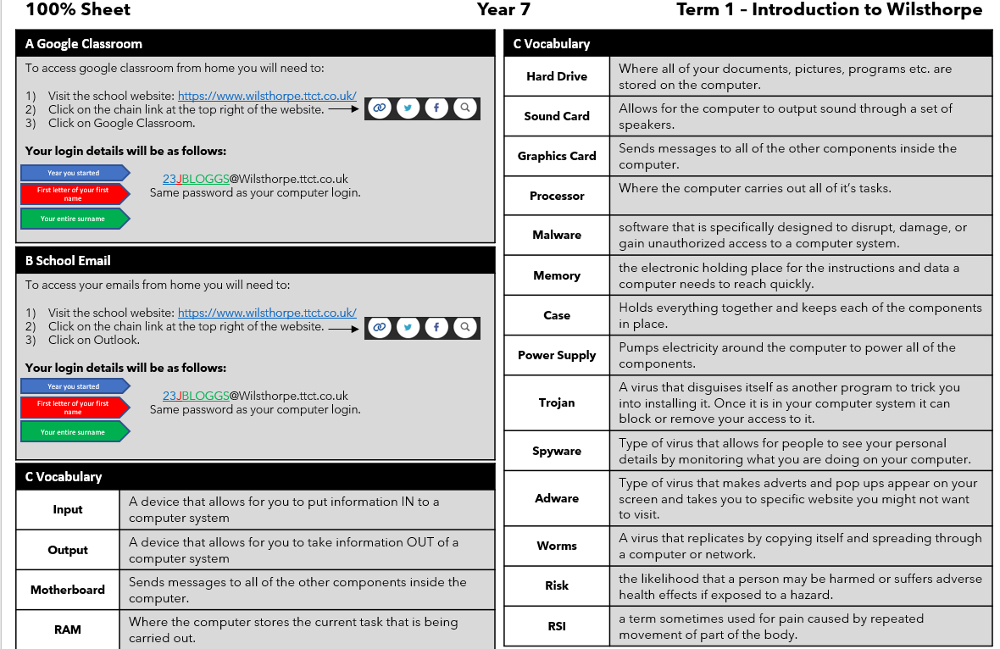 100% Sheet
Year 7
Term 1 – Introduction to Wilsthorpe
A Google Classroom
To access google classroom from home you will need to:
1) Visit the school website: https://www.wilsthorpe.ttct.co.uk/
2) Click on the chain link at the top right of the website.
3) Click on Google Classroom.
Your login details will be as follows:
Year you started
First letter of your first
name
Your entire surname
23JBLOGGS@Wilsthorpe.ttct.co.uk
Same password as your computer login.
B School Email
To access your emails from home you will need to:
1) Visit the school website: https://www.wilsthorpe.ttct.co.uk/
2) Click on the chain link at the top right of the website.
3) Click on Outlook.
Your login details will be as follows:
Year you started
First letter of your first
name
Your entire surname
23JBLOGGS@Wilsthorpe.ttct.co.uk
Same password as your computer login.
C Vocabulary
Input
A device that allows for you to put information IN to a
computer system
Output
A device that allows for you to take information OUT of a
computer system
Motherboard
Sends messages to all of the other components inside the
computer.
RAM
Where the computer stores the current task that is being
carried out.
C Vocabulary
Hard Drive
Where all of your documents, pictures, programs etc. are
stored on the computer.
Sound Card
Allows for the computer to output sound through a set of
speakers.
Graphics Card
Sends messages to all of the other components inside the
computer.
Processor
Where the computer carries out all of it's tasks.
Malware
software that is specifically designed to disrupt, damage, or
gain unauthorized access to a computer system.
Memory
the electronic holding place for the instructions and data a
computer needs to reach quickly.
Case
Holds everything together and keeps each of the components
in place.
Power Supply
Pumps electricity around the computer to power all of the
components.
Trojan
A virus that disguises itself as another program to trick you
into installing it. Once it is in your computer system it can
block or remove your access to it.
Spyware
Type of virus that allows for people to see your personal
details by monitoring what you are doing on your computer.
Adware
Type of virus that makes adverts and pop ups appear on your
screen and takes you to specific website you might not want
to visit.
Worms
A virus that replicates by copying itself and spreading through
a computer or network.
Risk
the likelihood that a person may be harmed or suffers adverse
health effects if exposed to a hazard.
RSI
a term sometimes used for pain caused by repeated
movement of part of the body.